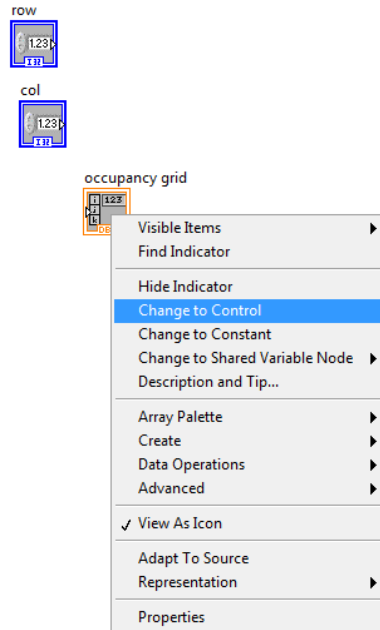 row
1.23
I32
col
1.23
I32
occupancy grid
i 123
j
k
DBL
Visible Items
Find Indicator
Hide Indicator
Change to Control
Change to Constant
Change to Shared Variable Node
Description and Tip...
Array Palette
Create
Data Operations
Advanced
View As Icon
Adapt To Source
Representation
Properties